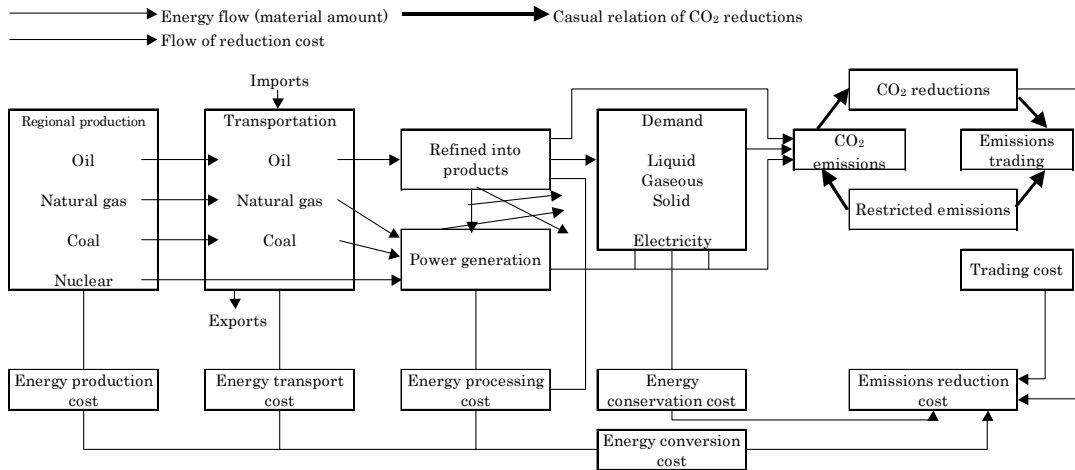 Energy flow (material amount)
Casual relation of CO₂ reductions
Flow of reduction cost
Imports
Regional production
Oil
Natural gas
Coal
Nuclear
Transportation
Oil
Natural gas
Coal
Exports
Refined into
products
Power generation
Demand
Liquid
Gaseous
Solid
Electricity
CO₂
emissions
CO₂ reductions
Emissions
trading
Restricted emissions
Trading cost
Energy production
cost
Energy transport
cost
Energy processing
cost
Energy
conservation cost
Emissions reduction
cost
Energy conversion
cost